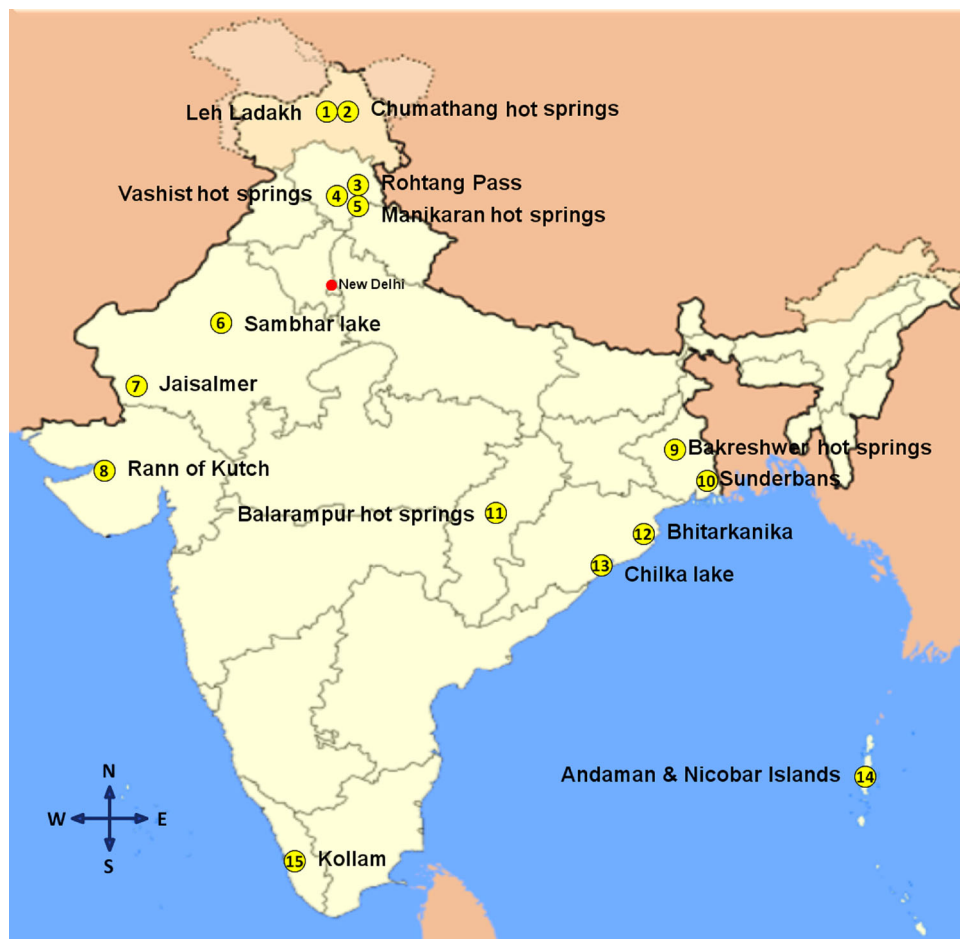 Leh Ladakh 1 2 Chumathang hot springs
3 Rohtang Pass
Vashist hot springs 4
5 Manikaran hot springs
New Delhi
6 Sambhar lake
7 Jaisalmer
9 Bakreshwer hot springs
8 Rann of Kutch
10 Sunderbans
Balarampur hot springs 11
12 Bhitarkanika
13 Chilka lake
Andaman & Nicobar Islands 14
N
W E
S
15 Kollam